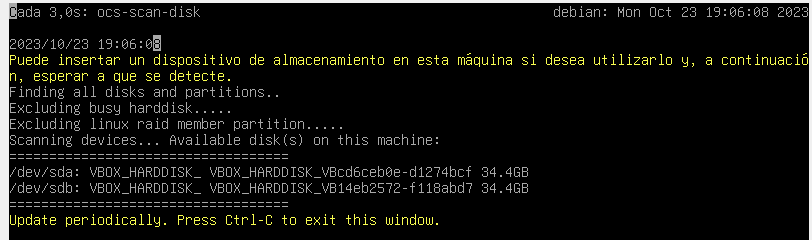 Cada 3,0s: ocs-scan-disk debian: Mon Oct 23 19:06:08 2023
2023/10/23 19:06:08
Puede insertar un dispositivo de almacenamiento en esta máquina si desea utilizarlo y, a continuació
n, esperar a que se detecte.
Finding all disks and partitions..
Excluding busy harddisk.....
Excluding linux raid member partition.....
Scanning devices... Available disk(s) on this machine:
===================================
/dev/sda: VBOX_HARDDISK_ VBOX_HARDDISK_VBcd6ceb0e-d1274bcf 34.4GB
/dev/sdb: VBOX_HARDDISK_ VBOX_HARDDISK_VB14eb2572-f118abd7 34.4GB
===================================
Update periodically. Press Ctrl-C to exit this window.